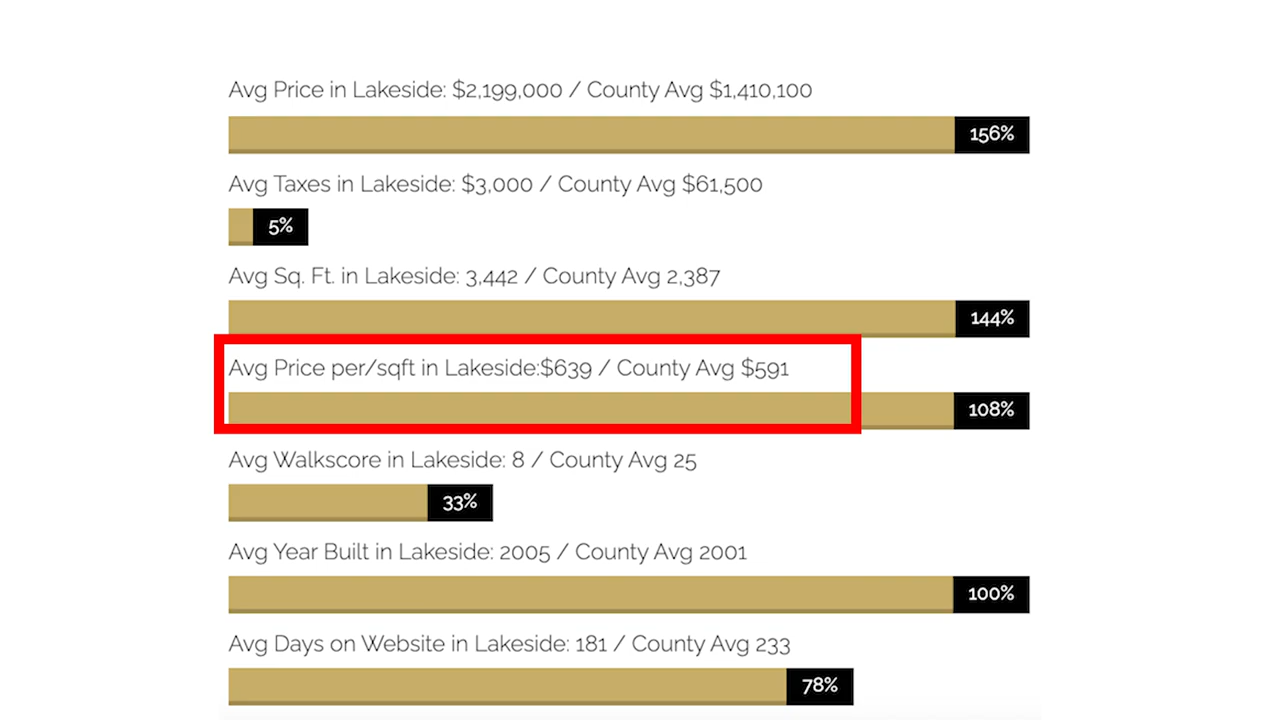 Avg Price in Lakeside: $2,199,000 / County Avg $1,410,100
156%
Avg Taxes in Lakeside: $3,000 / County Avg $61,500
5%
Avg Sq. Ft. in Lakeside: 3,442 / County Avg 2,387
144%
Avg Price per/sqft in Lakeside:$639 / County Avg $591
108%
Avg Walkscore in Lakeside: 8 / County Avg 25
33%
Avg Year Built in Lakeside: 2005 / County Avg 2001
100%
Avg Days on Website in Lakeside: 181 / County Avg 233
78%